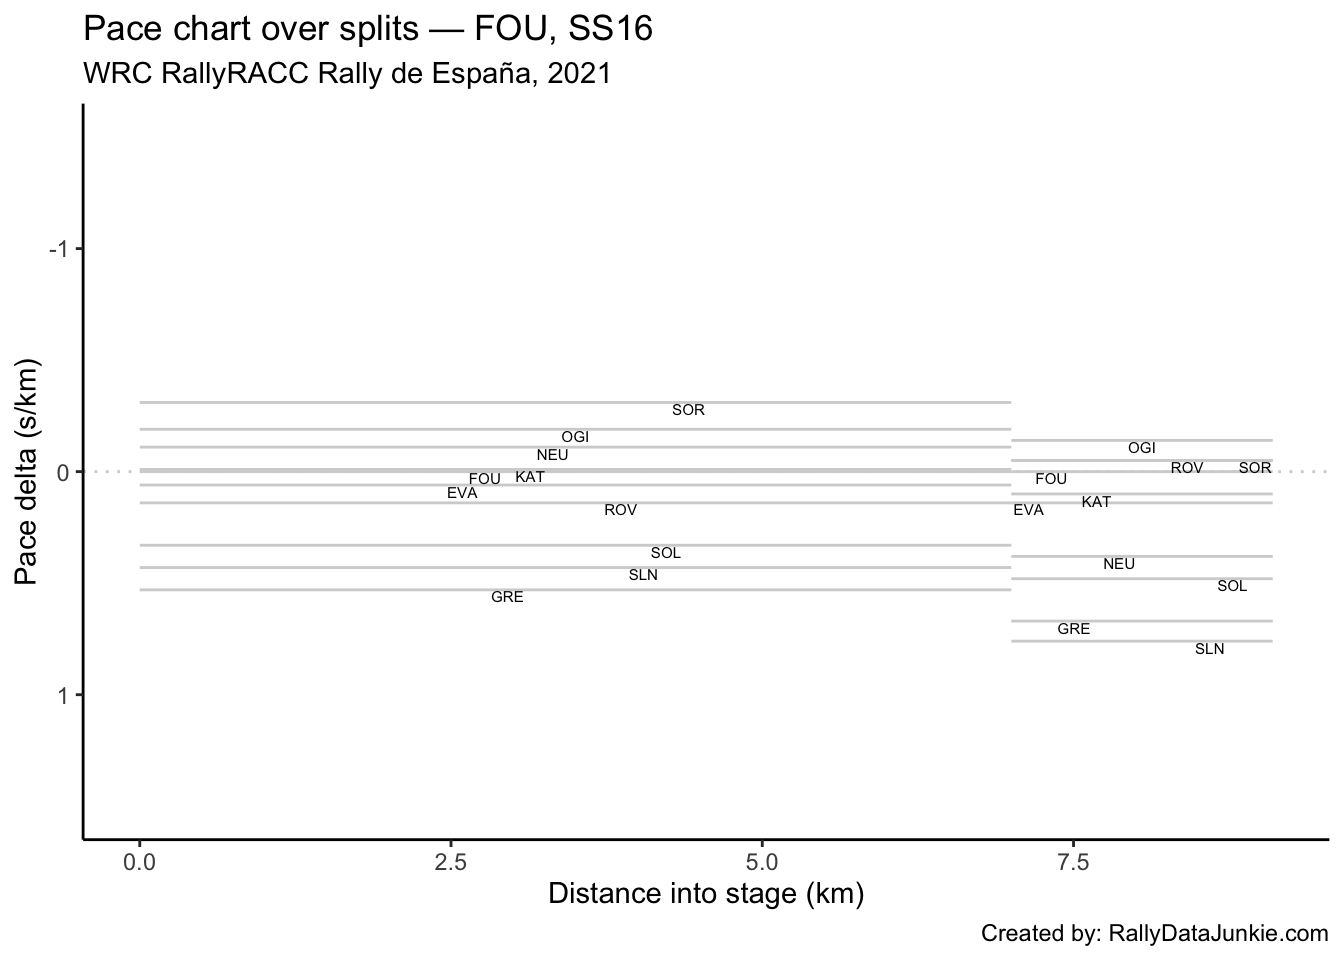 Pace chart over splits — FOU, SS16
WRC RallyRACC Rally de España, 2021
Pace delta (s/km)
-1
0
1
SOR
OGI
NEU
FOU
KAT
EVA
ROV
SOL
SLN
GRE
OGI
ROV
SOR
FOU
KAT
EVA
NEU
SOL
GRE
SLN
0.0
2.5
5.0
7.5
Distance into stage (km)
Created by: RallyDataJunkie.com